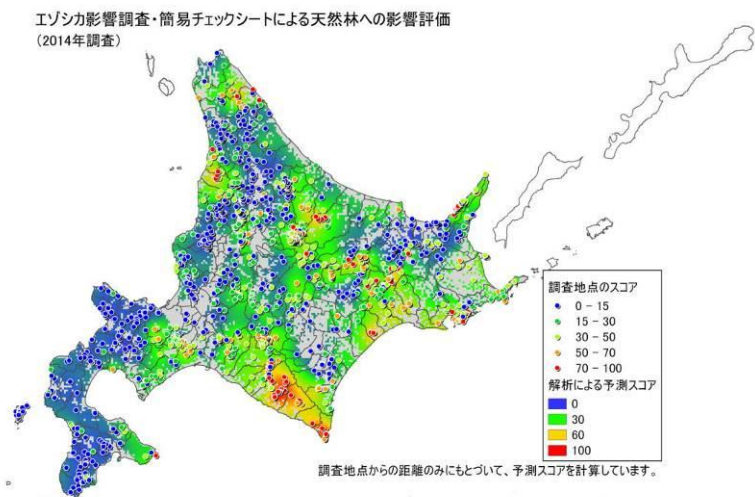 エゾシカ影響調査・簡易チェックシートによる天然林への影響評価
(2014年調査)
調査地点のスコア
0 - 15
15 - 30
30 - 50
50 - 70
70 - 100
解析による予測スコア
0
30
60
100
調査地点からの距離のみにもとづいて、予測スコアを計算しています。